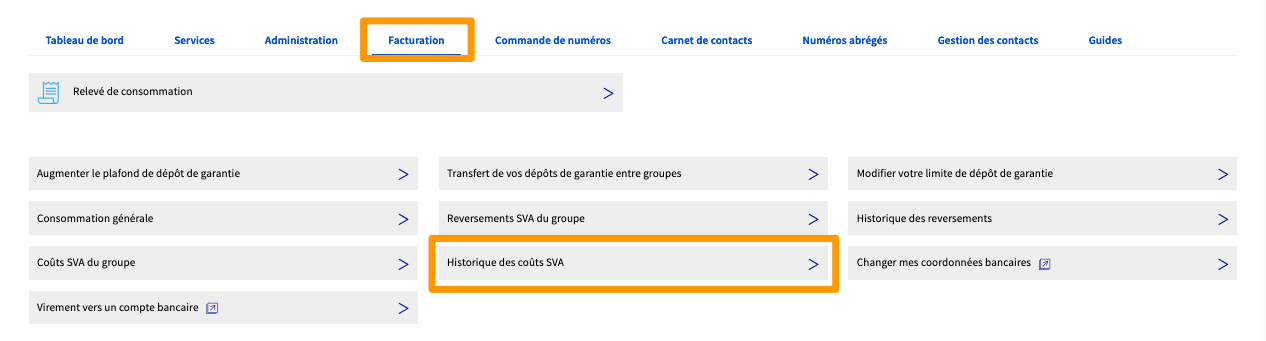 Tableau de bord Services Administration Facturation Commande de numéros Carnet de contacts Numéros abrégés Gestion des contacts Guides
Relevé de consommation
Augmenter le plafond de dépôt de garantie Transfert de vos dépôts de garantie entre groupes Modifier votre limite de dépôt de garantie
Consommation générale Reversements SVA du groupe Historique des reversements
Coûts SVA du groupe Historique des coûts SVA Changer mes coordonnées bancaires
Virement vers un compte bancaire